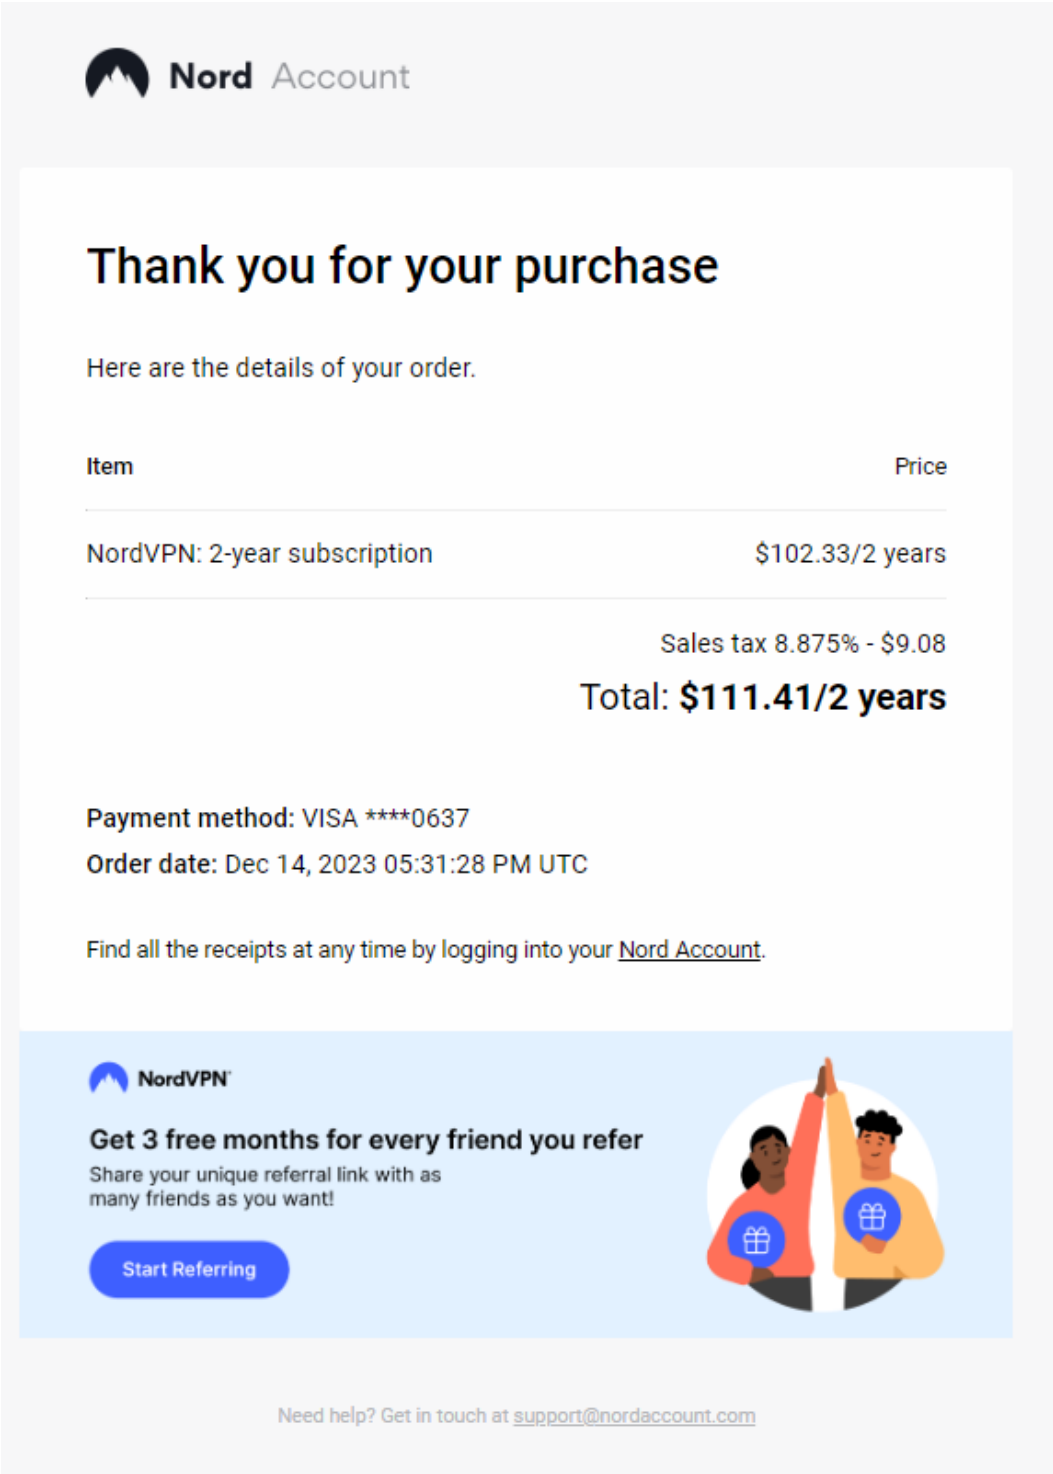 Nord Account
Thank you for your purchase
Here are the details of your order.
Item Price
NordVPN: 2-year subscription $102.33/2 years
Sales tax 8.875% - $9.08
Total: $111.41/2 years
Payment method: VISA ****0637
Order date: Dec 14, 2023 05:31:28 PM UTC
Find all the receipts at any time by logging into your Nord Account.
NordVPN
Get 3 free months for every friend you refer
Share your unique referral link with as
many friends as you want!
Start Referring
Need help? Get in touch at support@nordaccount.com